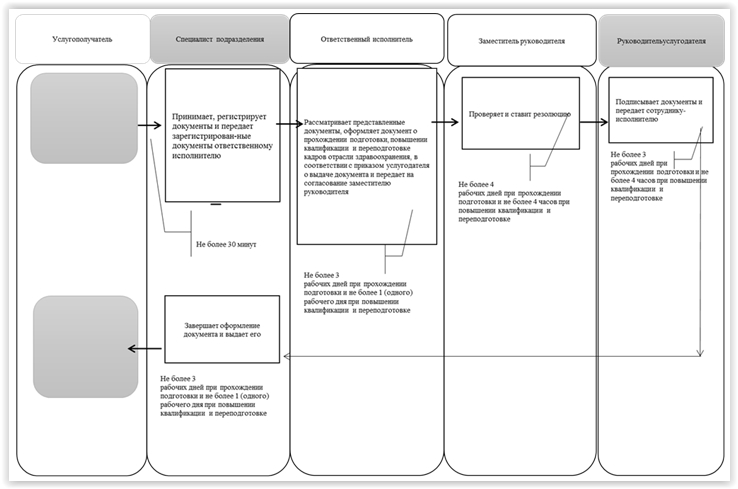 Услугополучатель
Специалист подразделения
Ответственный исполнитель
Заместитель руководителя
Руководительуслугодателя
Принимает, регистрирует
документы и передает
зарегистрирован-ные
документы ответственному
исполнителю
Не более 30 минут
Рассматривает представленные
документы, оформляет документ о
прохождении подготовки, повышении
квалификации и переподготовке
кадров отрасли здравоохранения, в
соответствии с приказом услугодателя
о выдаче документа и передает на
согласование заместителю
руководителя
Не более 3
рабочих дней при прохождении
подготовки и не более 1 (одного)
рабочего дня при повышении
квалификации и переподготовке
Проверяет и ставит резолюцию
Не более 4
рабочих дней при прохождении
подготовки и не более 4 часов при
повышении квалификации и
переподготовке
Подписывает документы и
передает сотруднику-
исполнителю
Не более 3
рабочих дней при
прохождении подготовки и не
более 4 часов при повышении
квалификации и
переподготовке
Завершает оформление
документа и выдает его
Не более 3
рабочих дней при прохождении
подготовки и не более 1 (одного)
рабочего дня при повышении
квалификации и переподготовке